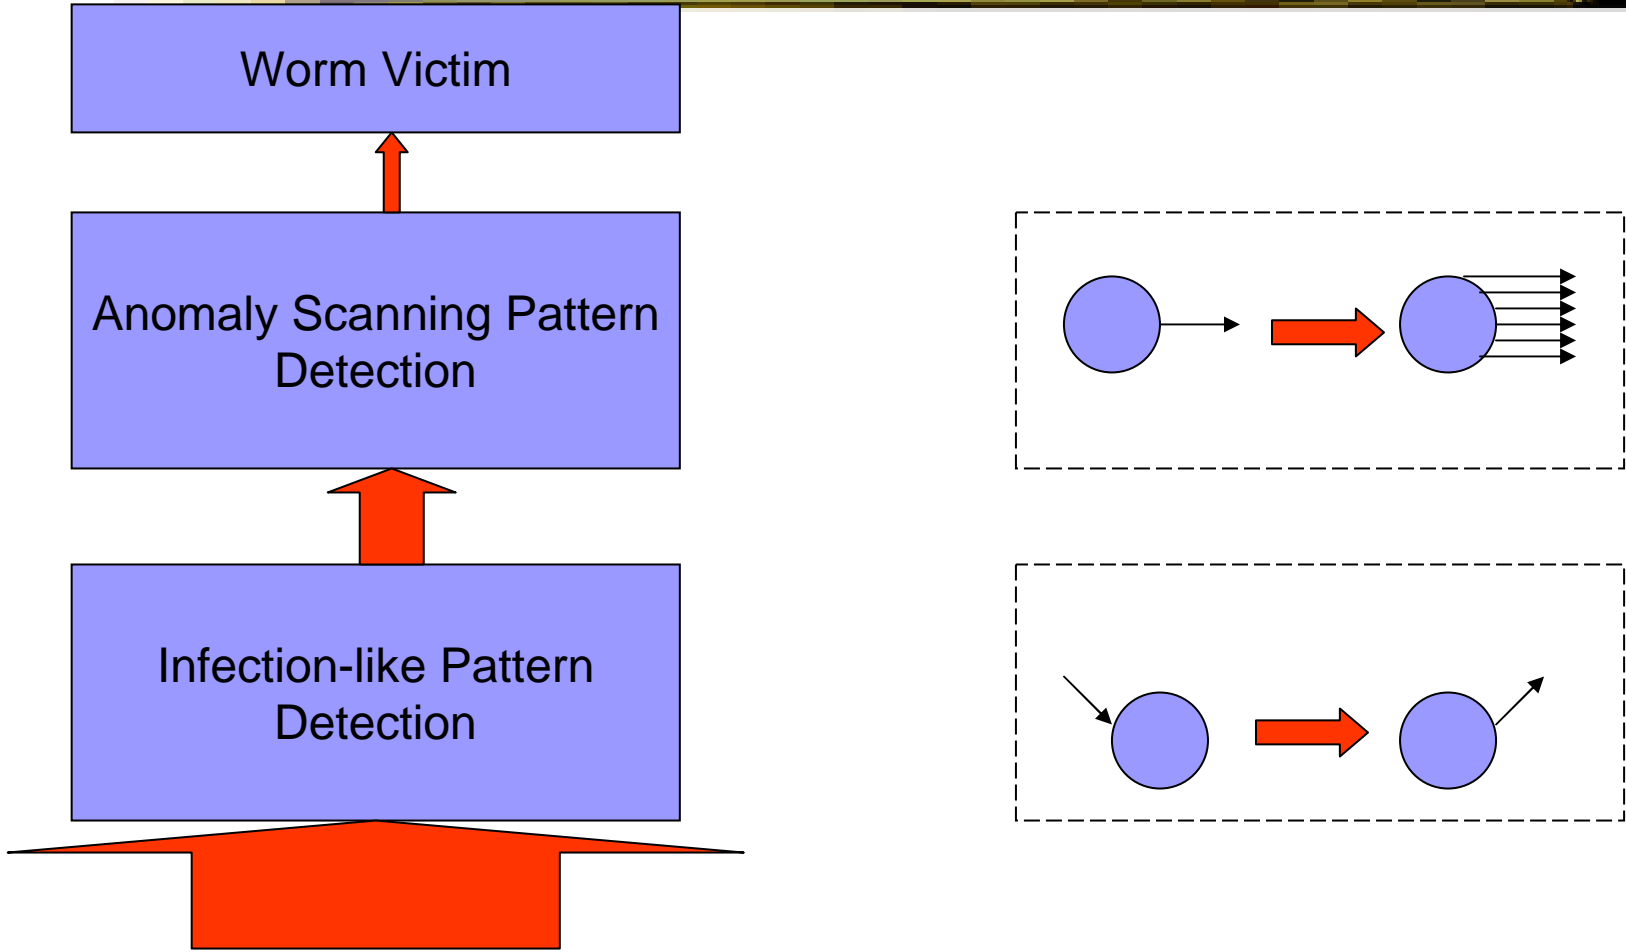 Worm Victim
Anomaly Scanning Pattern
Detection
Infection-like Pattern
Detection